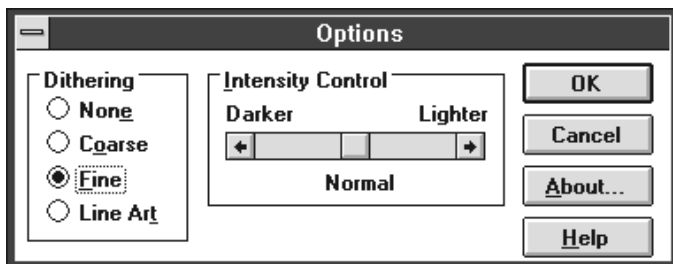 Options
Dithering
None
Coarse
Fine
Line Art
Intensity Control
Darker Lighter
Normal
OK
Cancel
About...
Help